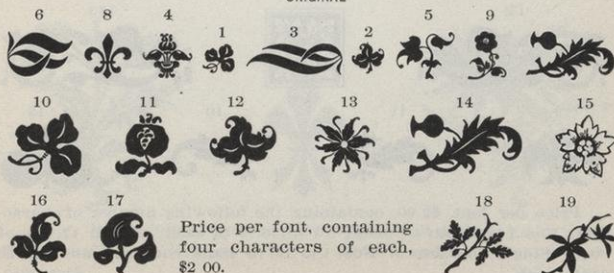 ORIGINAL
6 8 4 1 3 2 5 9
10 11 12 13 14 15
16 17 18 19
Price per font, containing
four characters of each,
$2 00.